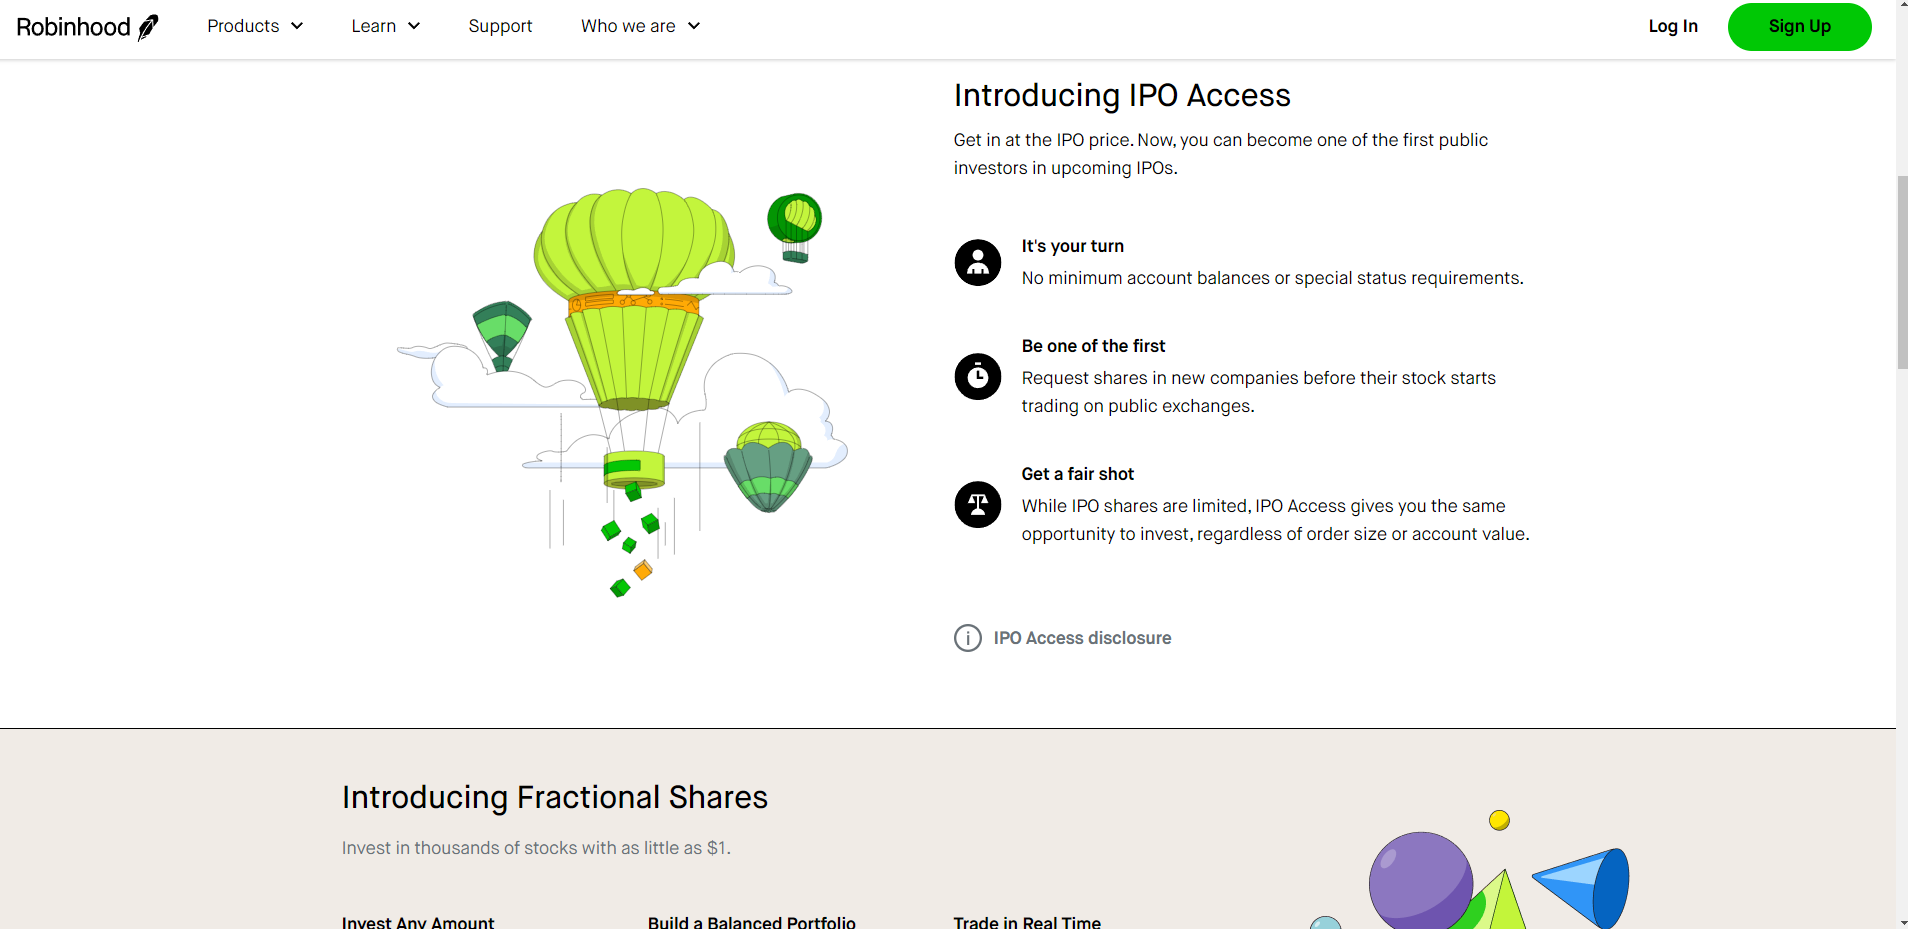 Robinhood
Products
Learn
Support
Who we are
Log In
Sign Up
Introducing IPO Access
Get in at the IPO price. Now, you can become one of the first public
investors in upcoming IPOs.
It's your turn
No minimum account balances or special status requirements.
Be one of the first
Request shares in new companies before their stock starts
trading on public exchanges.
Get a fair shot
While IPO shares are limited, IPO Access gives you the same
opportunity to invest, regardless of order size or account value.
IPO Access disclosure
Introducing Fractional Shares
Invest in thousands of stocks with as little as $1.
Invest Any Amount
Build a Balanced Portfolio
Trade in Real Time